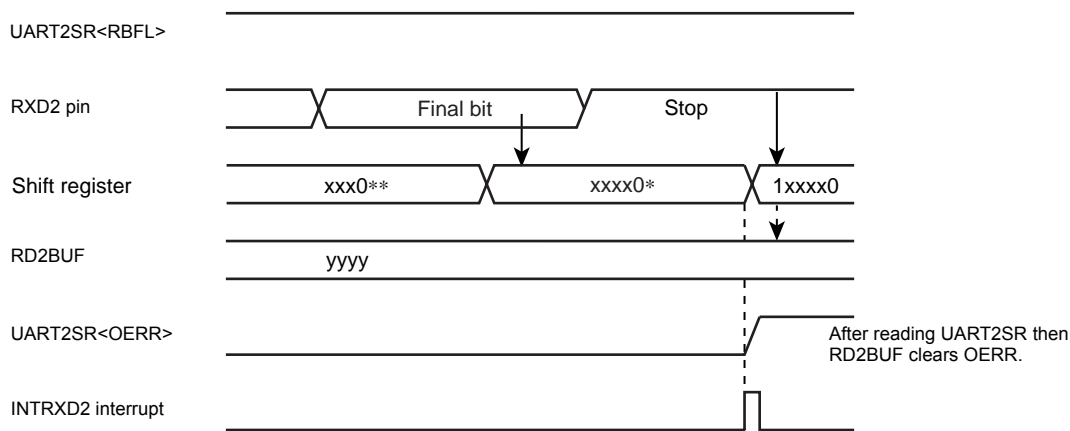 UART2SR<RBFL>
RXD2 pin
Final bit
Stop
Shift register
xxx0**
xxxx0*
1xxxx0
RD2BUF
yyyy
UART2SR<OERR>
After reading UART2SR then
RD2BUF clears OERR.
INTRXD2 interrupt